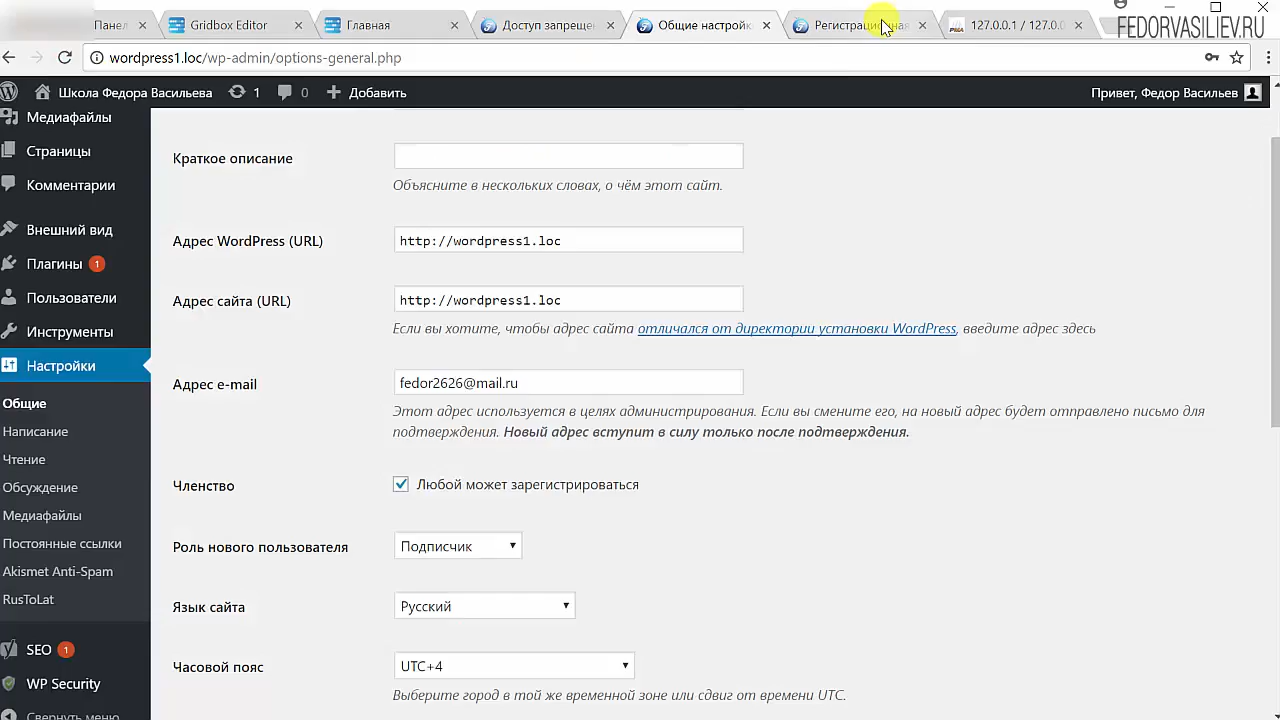 Панел
Gridbox Editor
Главная
Доступ запреще
Общие настройк
Регистрационная
127.0.0.1 / 127.0.0
FEDORVASILIEV.RU
wordpress1.loc/wp-admin/options-general.php
Школа Федора Васильева 1 0 Добавить Привет, Федор Васильев
Медиафайлы
Страницы
Комментарии
Внешний вид
Плагины 1
Пользователи
Инструменты
Настройки
Общие
Написание
Чтение
Обсуждение
Медиафайлы
Постоянные ссылки
Akismet Anti-Spam
RusToLat
SEO 1
WP Security
Свернуть меню
Краткое описание
Объясните в нескольких словах, о чём этот сайт.
Адрес WordPress (URL) http://wordpress1.loc
Адрес сайта (URL) http://wordpress1.loc
Если вы хотите, чтобы адрес сайта отличался от директории установки WordPress, введите адрес здесь
Адрес e-mail fedor2626@mail.ru
Этот адрес используется в целях администрирования. Если вы смените его, на новый адрес будет отправлено письмо для
подтверждения. Новый адрес вступит в силу только после подтверждения.
Членство Любой может зарегистрироваться
Роль нового пользователя Подписчик
Язык сайта Русский
Часовой пояс UTC+4
Выберите город в той же временной зоне или сдвиг от времени UTC.